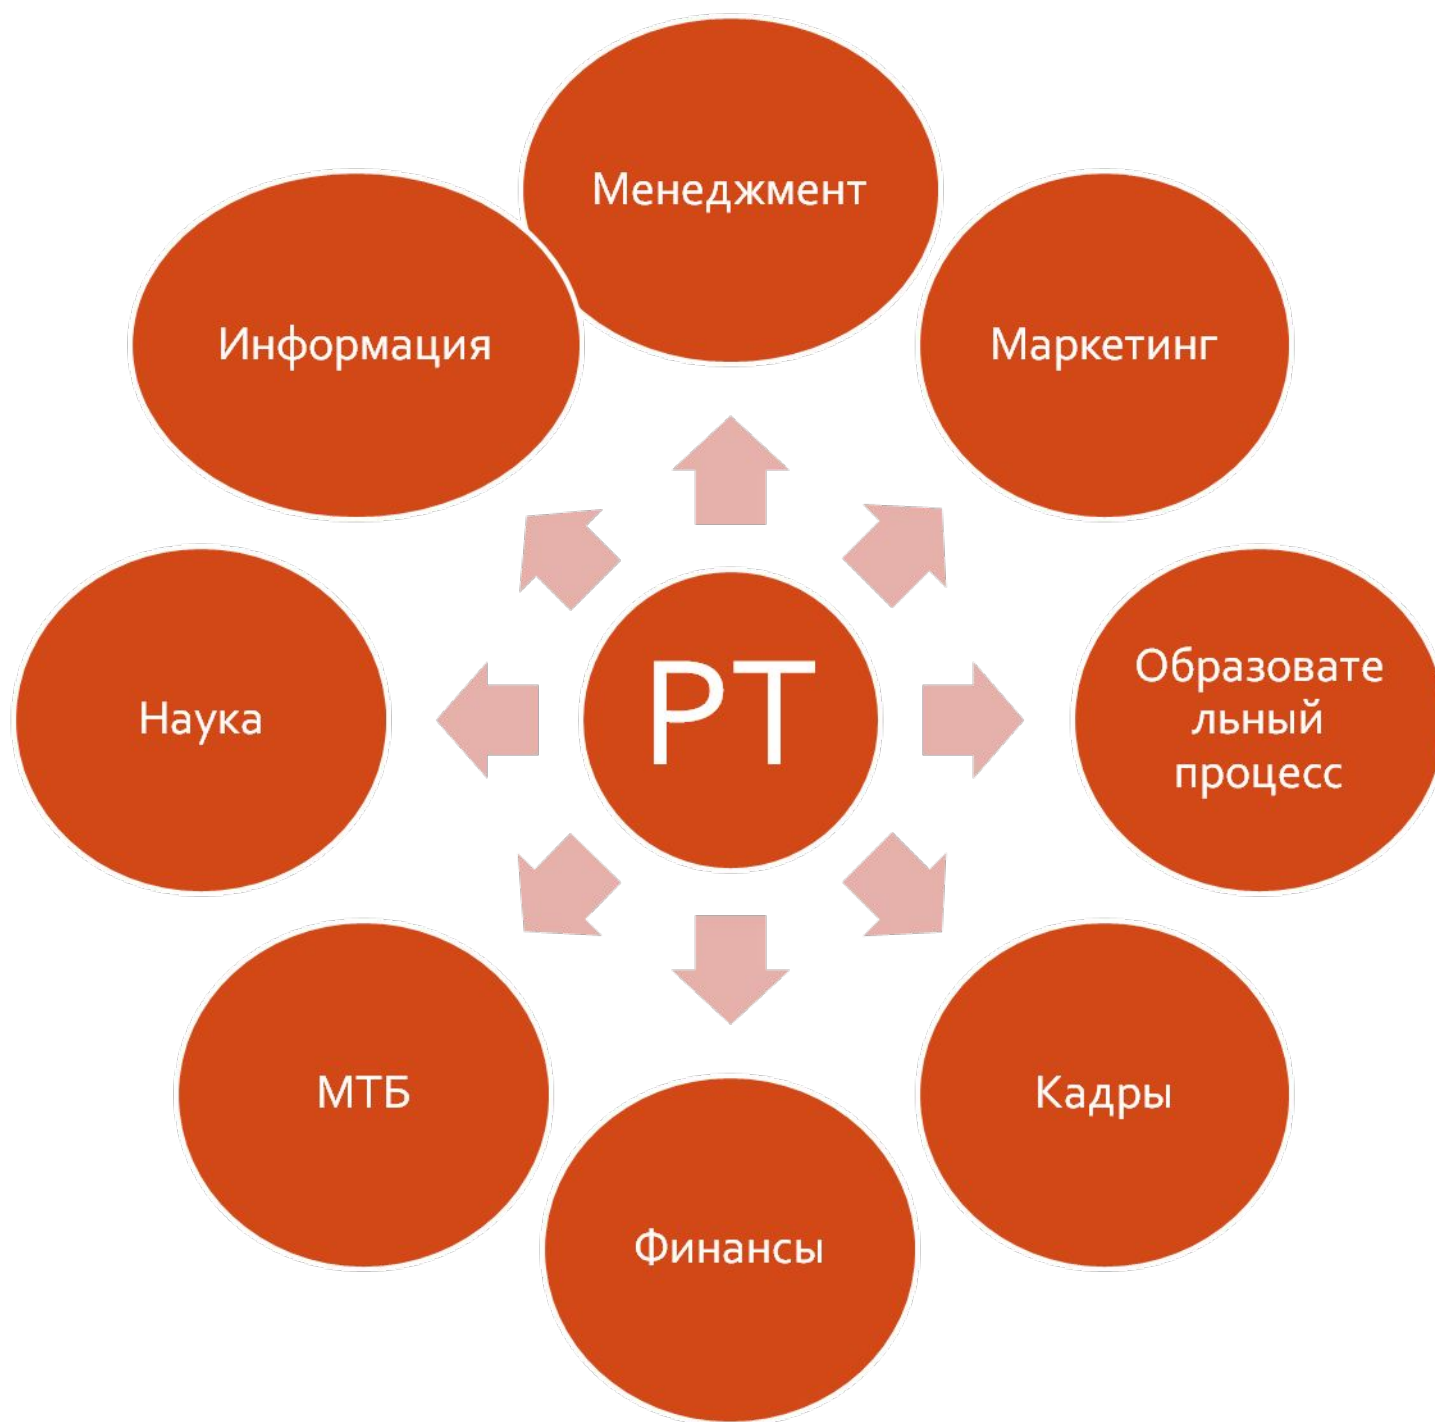 Менеджмент
Маркетинг
Образовате
льный
процесс
Кадры
Финансы
МТБ
Наука
Информация
РТ